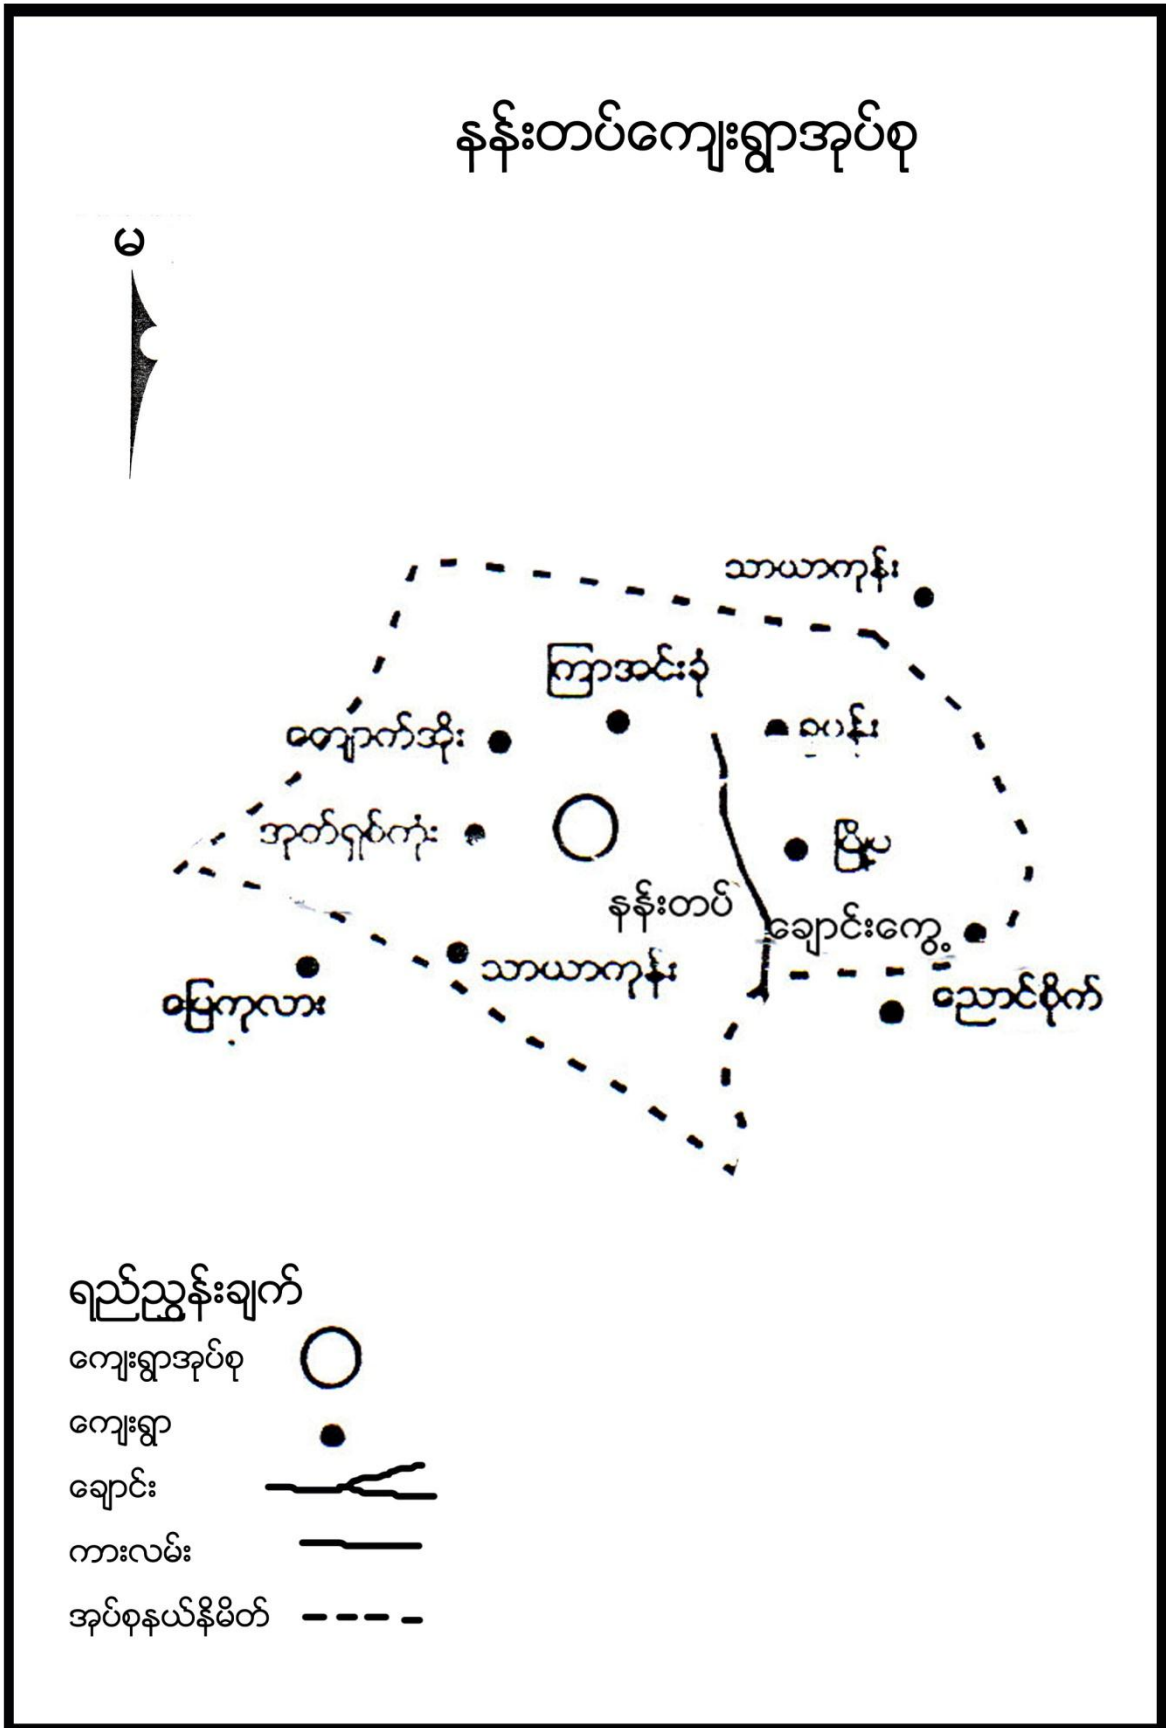 နန်းတပ်ကျေးရွာအုပ်စု
မ
သာယာကုန်း
ကြာအင်းခုံ
ကျောက်အိုး
အုတ်ရှစ်ကုံး
ပြို့ပ
နန်းတပ်
ချောင်းကွေ့
သာယာကုန်း
ပြေကုလား
ညောင်စိုက်
ရည်ညွှန်းချက်
ကျေးရွာအုပ်စု
ကျေးရွာ
ချောင်း
ကားလမ်း
အုပ်စုနယ်နိမိတ်